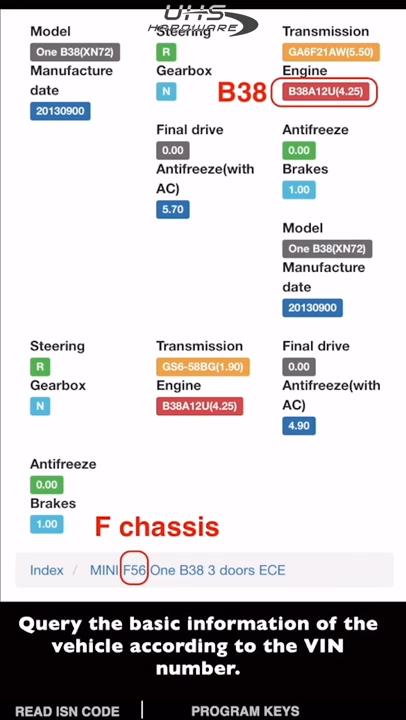 UHS
HARDWARE
Model
One B38(XN72)
Manufacture
date
20130900
Steering
R
Gearbox
N
Final drive
0.00
Antifreeze(with
AC)
5.70
Transmission
GA6F21AW(5.50)
Engine
B38
B38A12U(4.25)
Antifreeze
0.00
Brakes
1.00
Model
One B38(XN72)
Manufacture
date
20130900
Steering
R
Gearbox
N
Transmission
GS6-58BG(1.90)
Engine
B38A12U(4.25)
Final drive
0.00
Antifreeze(with
AC)
4.90
Antifreeze
0.00
Brakes
1.00
F chassis
Index / MINI F56 One B38 3 doors ECE
Query the basic information of the
vehicle according to the VIN
number.
READ ISN CODE | PROGRAM KEYS